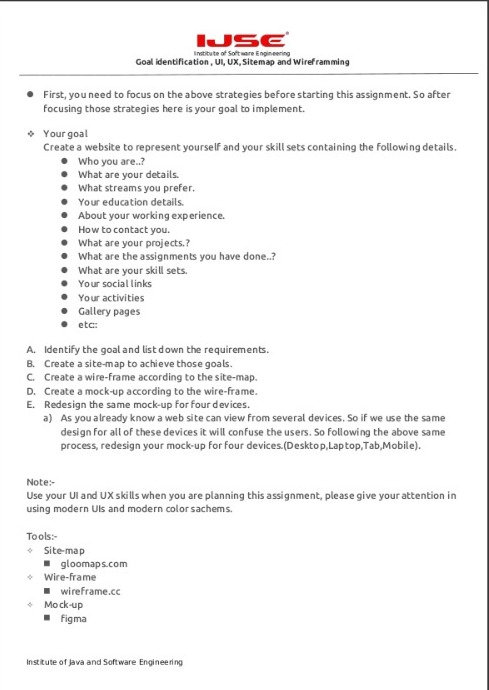 IJSE
Institute of Software Engineering
Goal identification , UI, UX, Sitemap and Wireframming
● First, you need to focus on the above strategies before starting this assignment. So after
focusing those strategies here is your goal to implement.
❖ Your goal
Create a website to represent yourself and your skill sets containing the following details.
● Who you are..?
● What are your details.
● What streams you prefer.
● Your education details.
● About your working experience.
● How to contact you.
● What are your projects.?
● What are the assignments you have done..?
● What are your skill sets.
● Your social links
● Your activities
● Gallery pages
● etc::
A. Identify the goal and list down the requirements.
B. Create a site-map to achieve those goals.
C. Create a wire-frame according to the site-map.
D. Create a mock-up according to the wire-frame.
E. Redesign the same mock-up for four devices.
a) As you already know a web site can view from several devices. So if we use the same
design for all of these devices it will confuse the users. So following the above same
process, redesign your mock-up for four devices.(Desktop,Laptop,Tab,Mobile).
Note:-
Use your UI and UX skills when you are planning this assignment, please give your attention in
using modern UIs and modern color sachems.
Tools:-
❖ Site-map
■ gloomaps.com
❖ Wire-frame
■ wireframe.cc
❖ Mock-up
■ figma
Institute of Java and Software Engineering